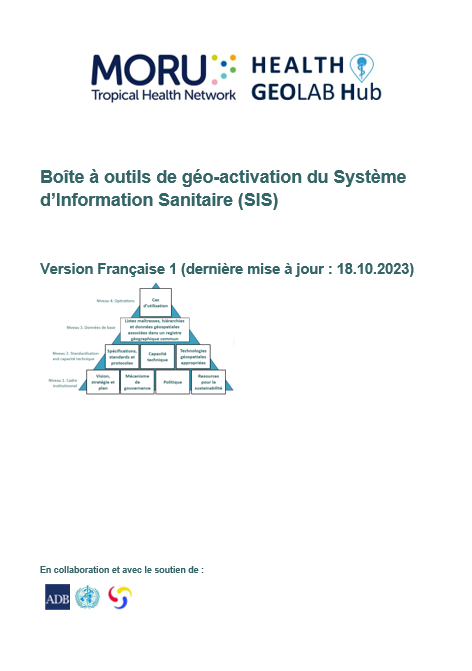 MORU
Tropical Health Network
HEALTH
GEOLAB Hub
Boîte à outils de géo-activation du Système
d’Information Sanitaire (SIS)
Version Française 1 (dernière mise à jour : 18.10.2023)
Niveau 4. Opérations
Cas
d'utilisation
Niveau 3. Données de base
Listes maîtresses, hiérarchies
et données géospatiales
associées dans un registre
géographique commun
Niveau 2. Standardisation
and capacité technique
Spécifications,
standards et
protocoles
Capacité
technique
Technologies
géospatiales
appropriées
Niveau 1. Cadre
institutionnel
Vision,
stratégie et
plan
Mécanisme
de
gouvernance
Politique
Resources
pour la
sustainabilité
En collaboration et avec le soutien de :
ADB